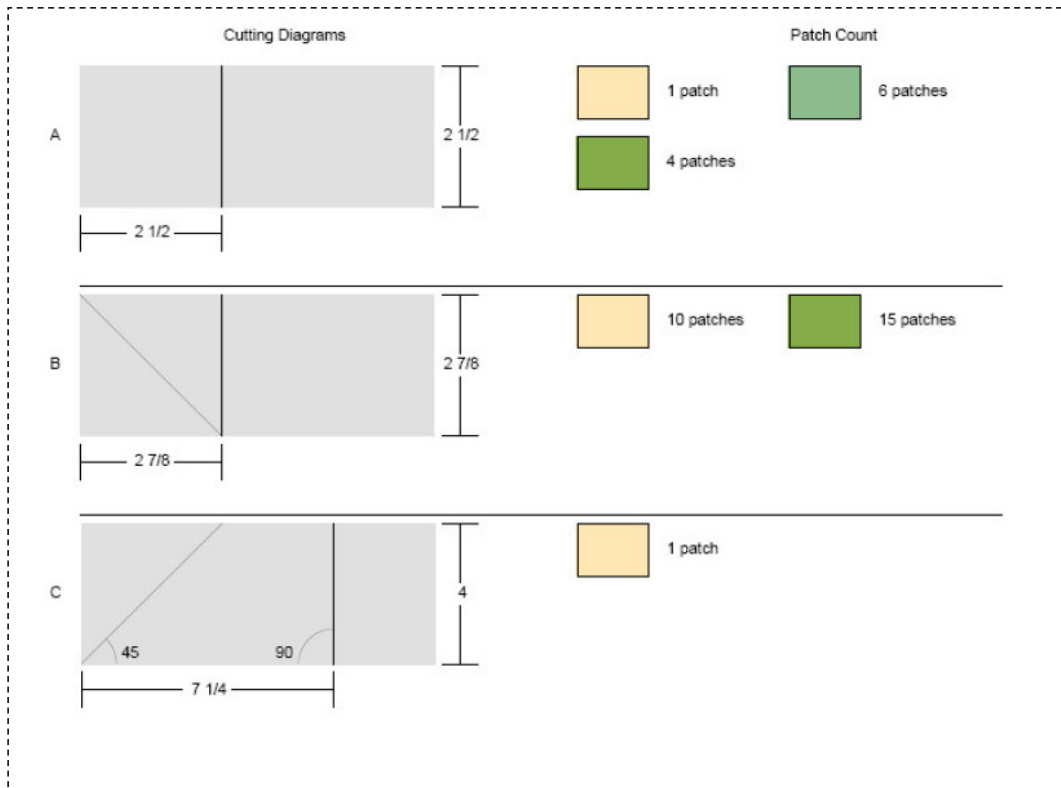 Cutting Diagrams
Patch Count
A
2 1/2
2 1/2
1 patch
6 patches
4 patches
B
2 7/8
2 7/8
10 patches
15 patches
C
45
90
4
7 1/4
1 patch